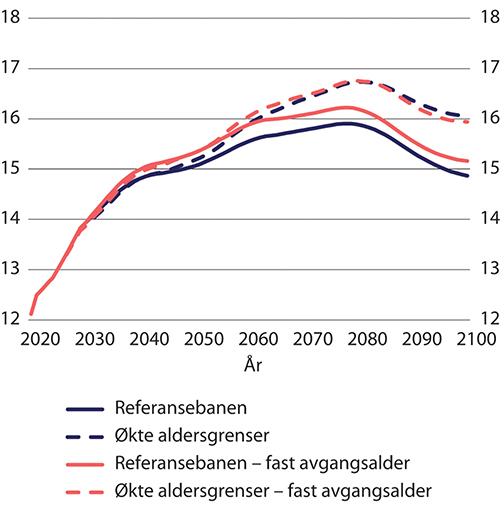 18 18
17 17
16 16
15 15
14 14
13 13
12 12
2020 2030 2040 2050 2060 2070 2080 2090 2100
År
Referansebanen
Økte aldersgrenser
Referansebanen – fast avgangsalder
Økte aldersgrenser – fast avgangsalder